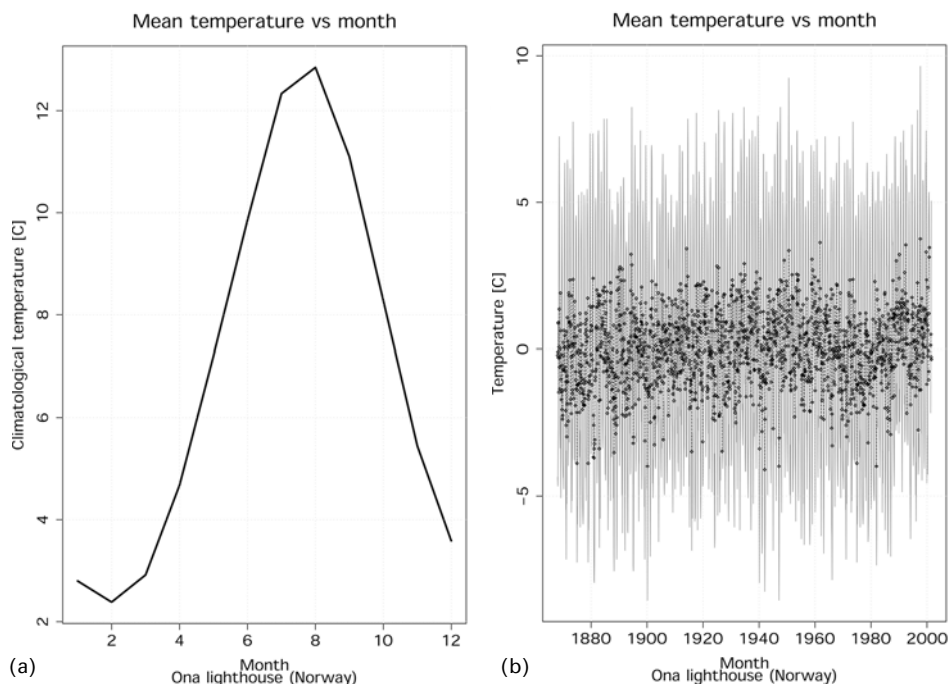 Mean temperature vs month
Climatological temperature [C]
12
10
8
6
4
2
2 4 6 8 10 12
Month
Ona lighthouse (Norway)
(a)
Mean temperature vs month
Temperature [C]
10
5
0
−5
1880 1900 1920 1940 1960 1980 2000
Month
Ona lighthouse (Norway)
(b)